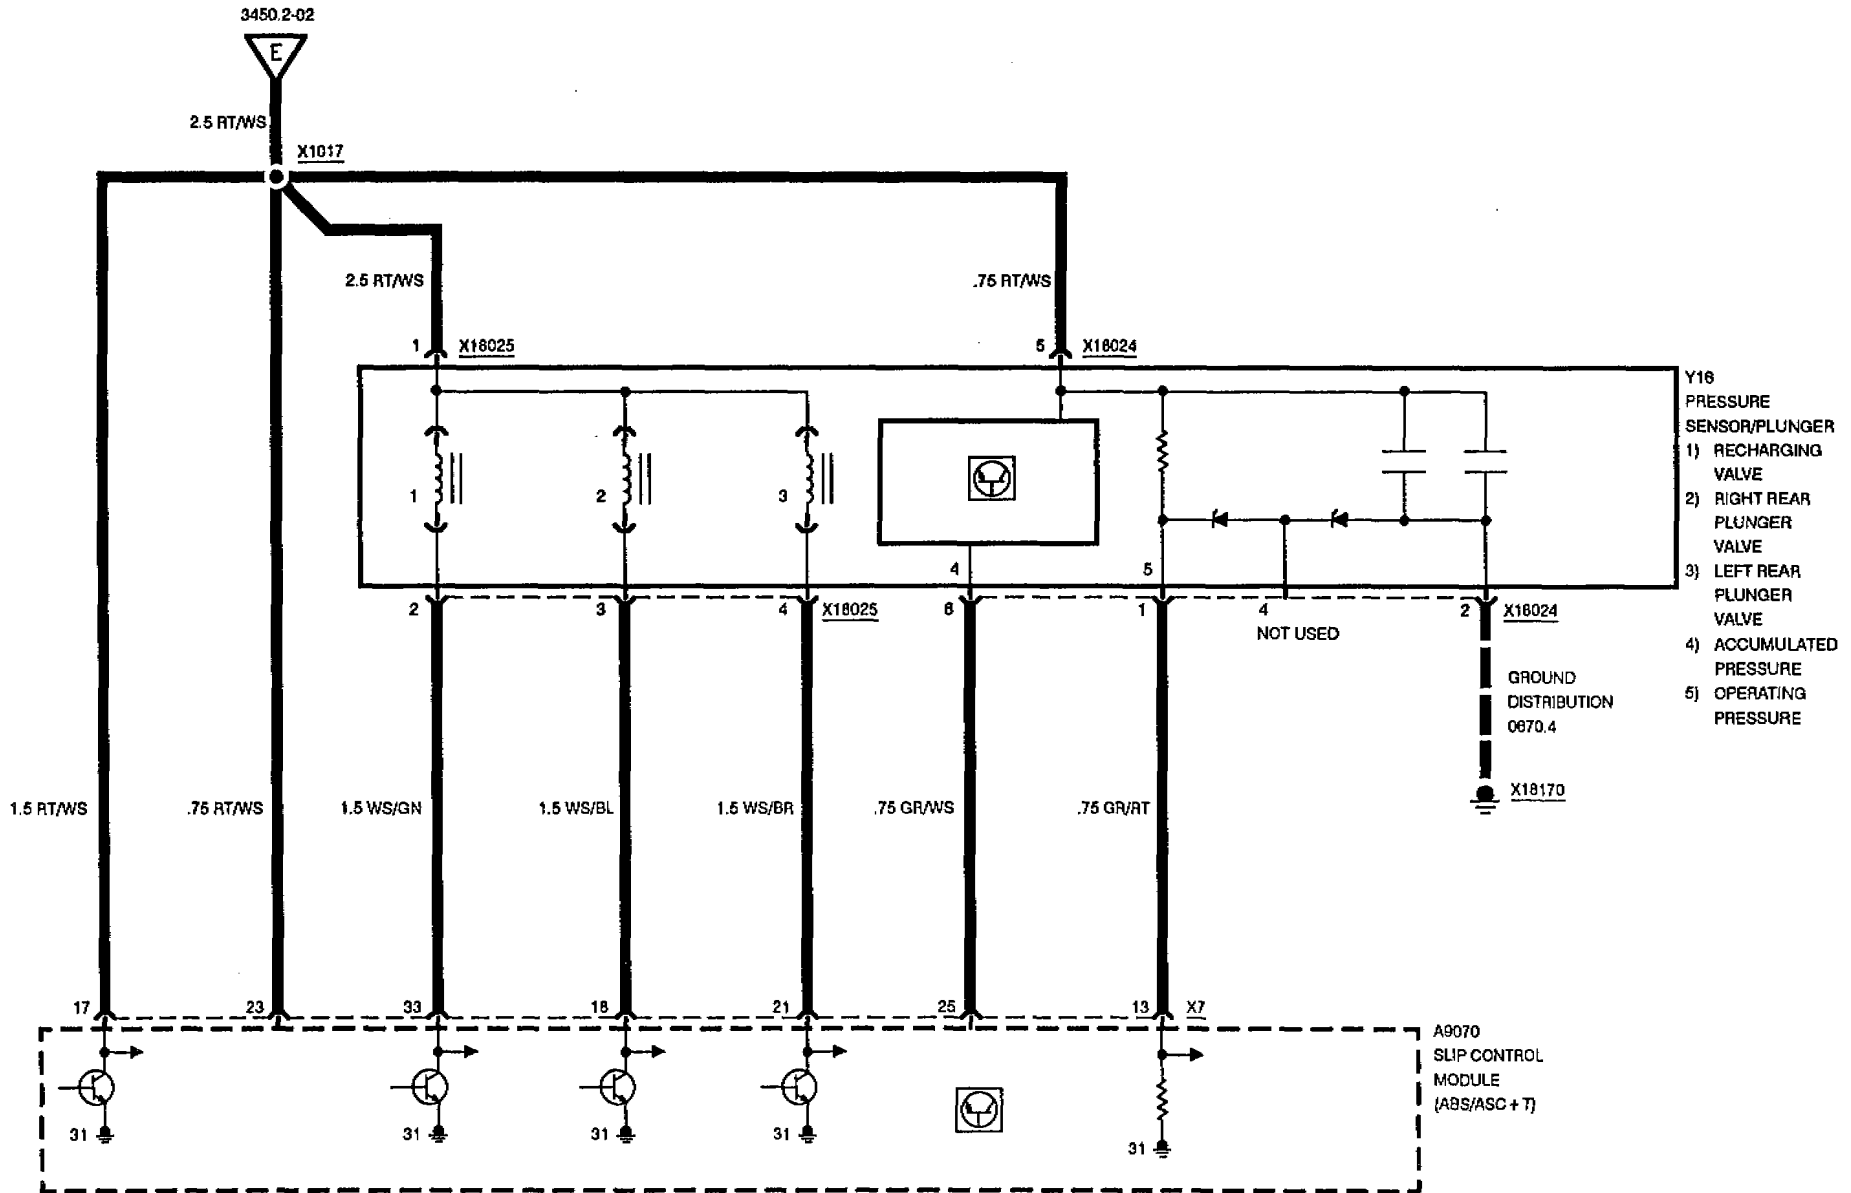 3450.2-02
E
2.5 RT/WS
X1017
2.5 RT/WS
.75 RT/WS
1
X18025
5
X18024
Y16
PRESSURE
SENSOR/PLUNGER
1) RECHARGING
VALVE
2) RIGHT REAR
PLUNGER
VALVE
3) LEFT REAR
PLUNGER
VALVE
4) ACCUMULATED
PRESSURE
5) OPERATING
PRESSURE
1
2
3
4
5
2
3
4
X18025
6
1
4
2
X18024
NOT USED
GROUND
DISTRIBUTION
0670.4
X18170
1.5 RT/WS
.75 RT/WS
1.5 WS/GN
1.5 WS/BL
1.5 WS/BR
.75 GR/WS
.75 GR/RT
17
23
33
18
21
25
13
X7
A9070
SLIP CONTROL
MODULE
(ABS/ASC + T)
31
31
31
31
31